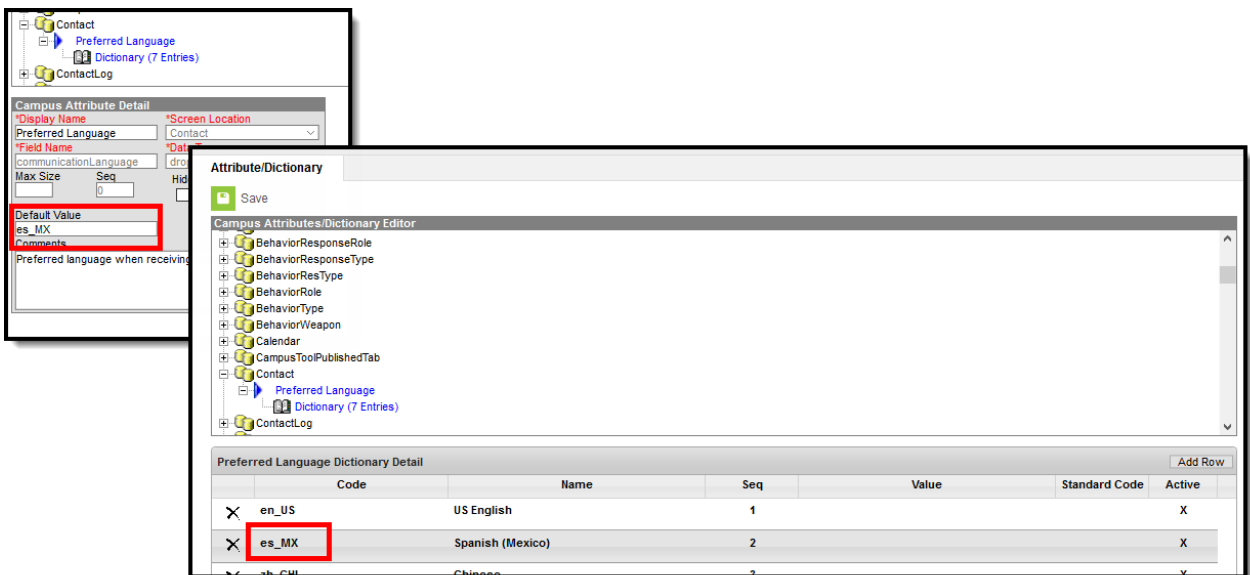 Contact
Preferred Language
Dictionary (7 Entries)
ContactLog
Campus Attribute Detail
*Display Name *Screen Location
Preferred Language Contact
*Field Name
communicationLanguage
Max Size Seq
0
Default Value
es_MX
Comments
Preferred language when receiving
Attribute/Dictionary
Save
Campus Attributes/Dictionary Editor
BehaviorResponseRole
BehaviorResponseType
BehaviorResType
BehaviorRole
BehaviorType
BehaviorWeapon
Calendar
CampusToolPublishedTab
Contact
Preferred Language
Dictionary (7 Entries)
ContactLog
Preferred Language Dictionary Detail Add Row
Code Name Seq Value Standard Code Active
X en_US US English 1 X
X es_MX Spanish (Mexico) 2 X